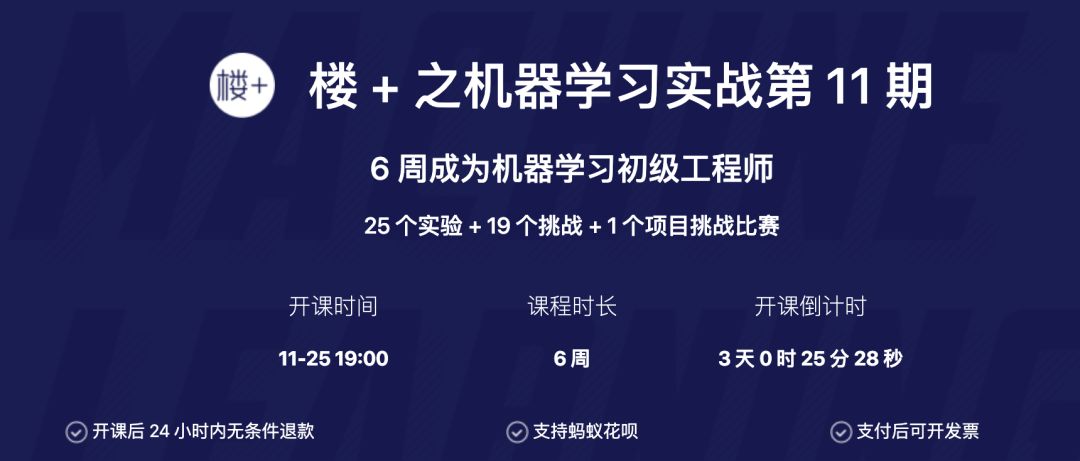 楼+
楼 + 之机器学习实战第 11 期
6 周成为机器学习初级工程师
25 个实验 + 19 个挑战 + 1 个项目挑战比赛
开课时间 课程时长 开课倒计时
11-25 19:00 6 周 3 天 0 时 25 分 28 秒
开课后 24 小时内无条件退款 支持蚂蚁花呗 支付后可开发票
MACHINE
LEARNING